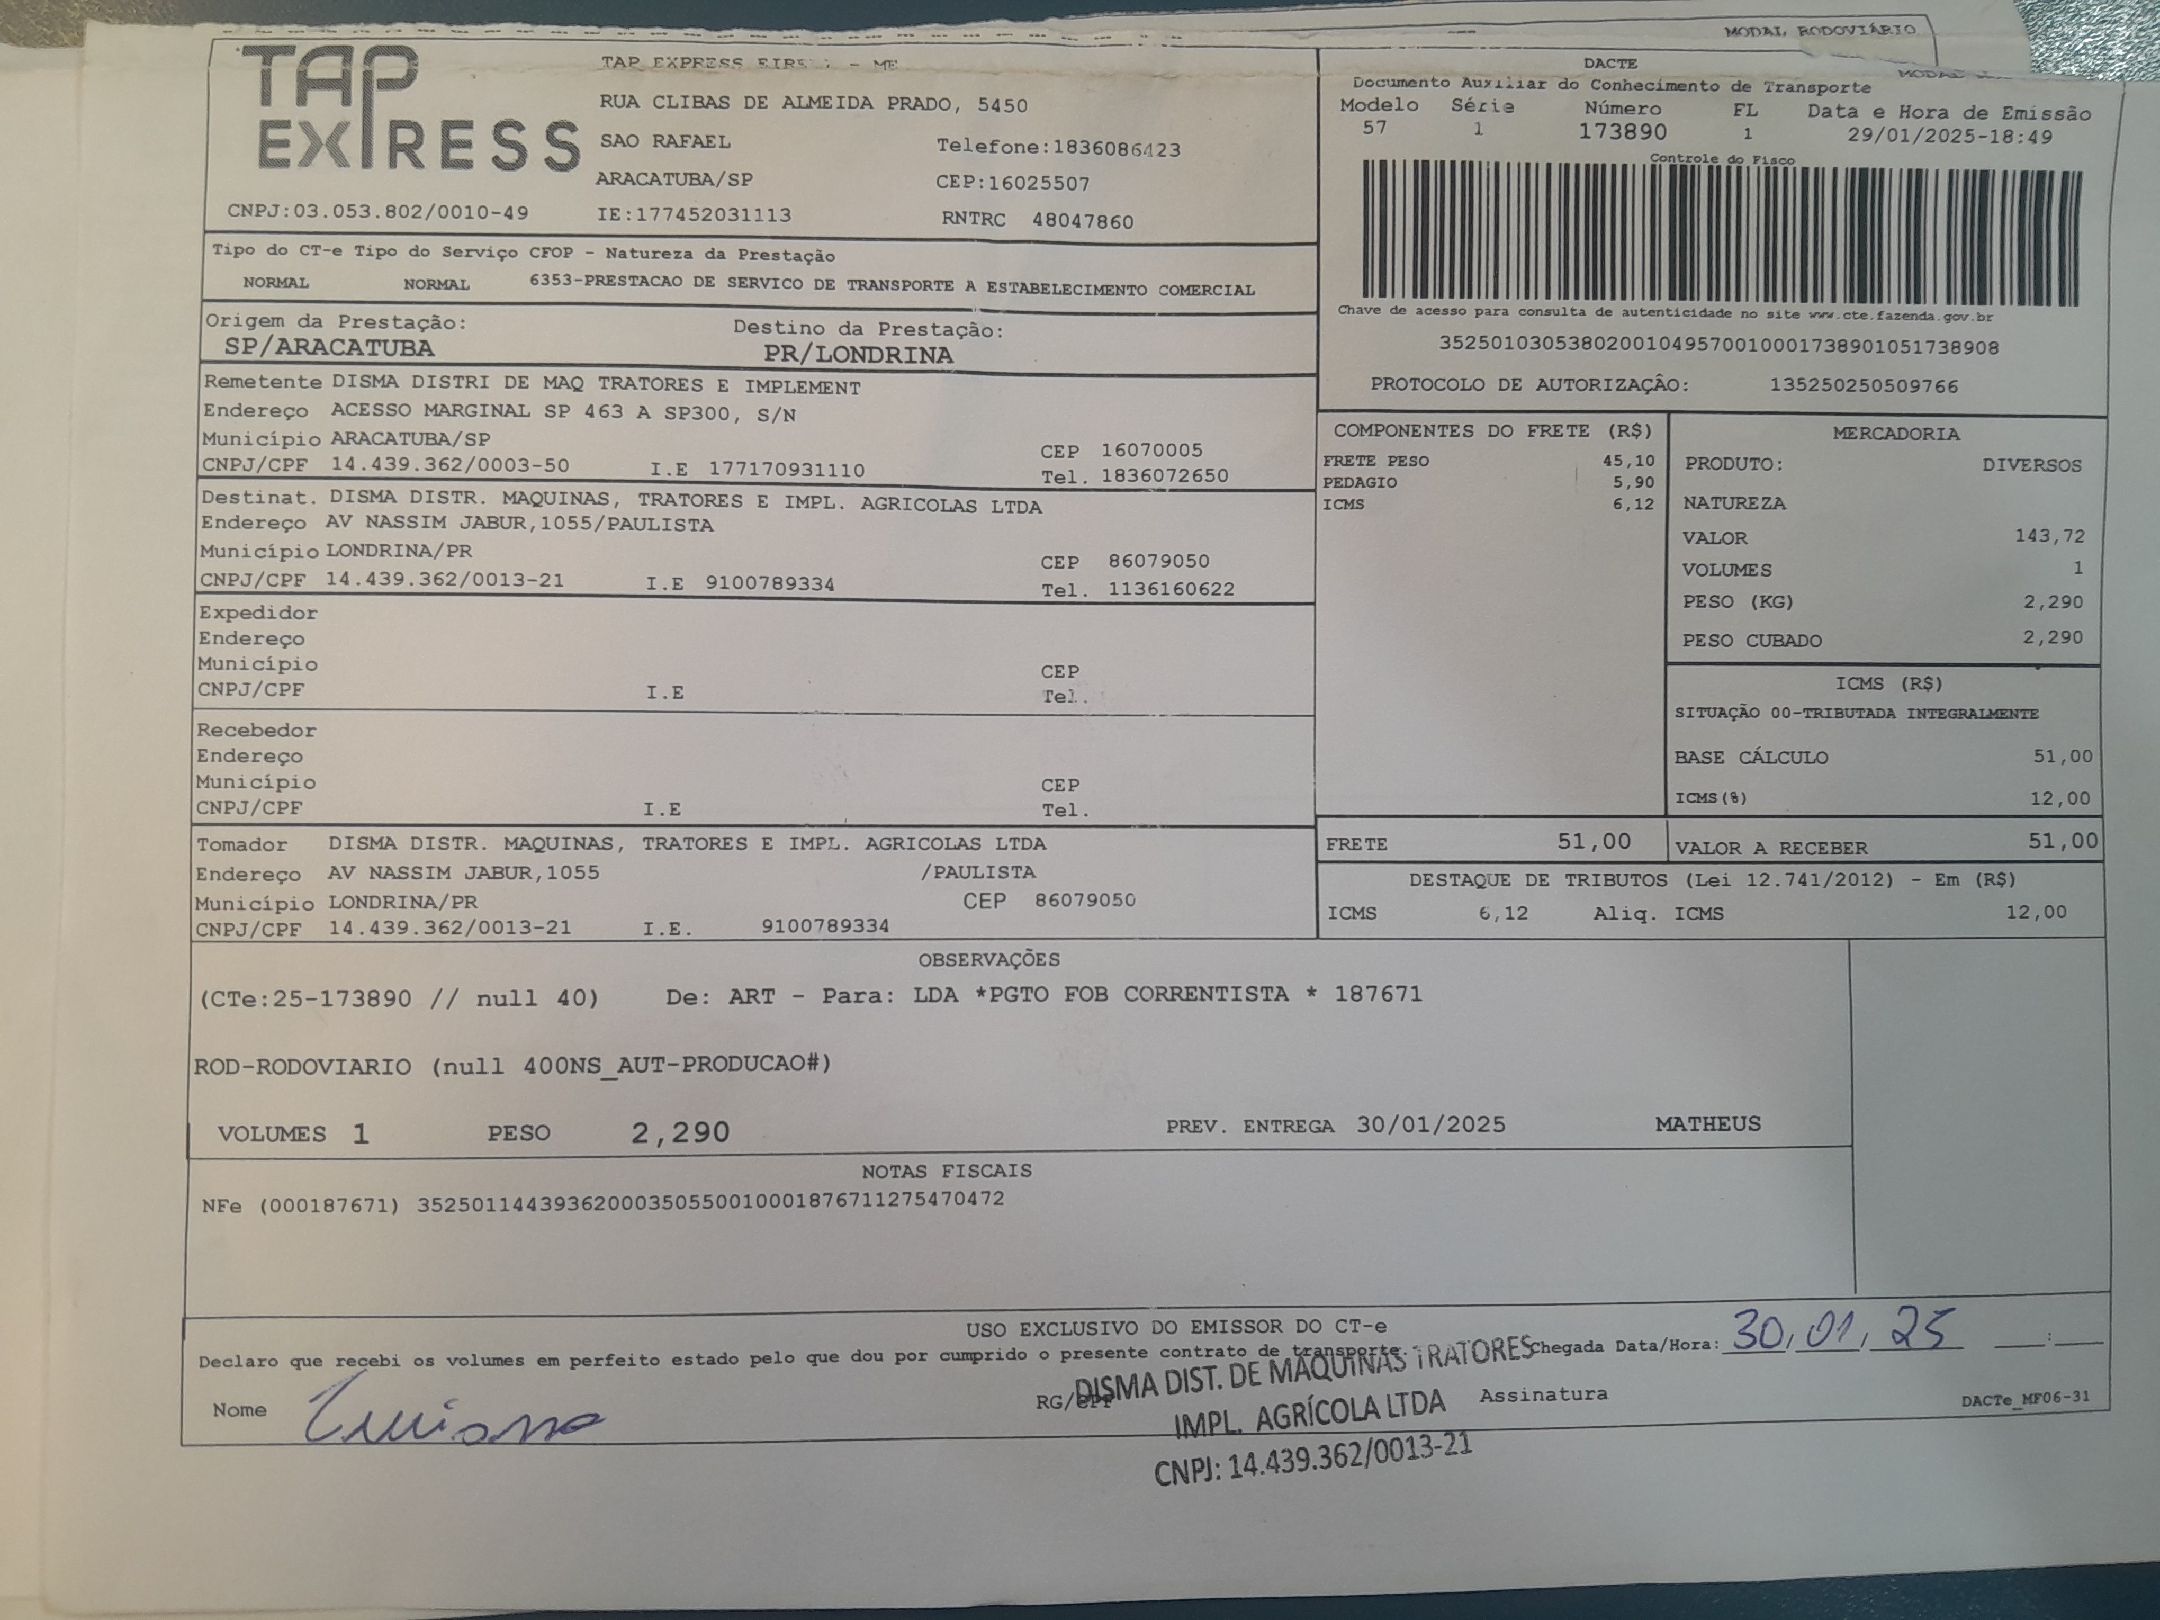 MODAL RODOVIÁRIO
TAP
EXPRESS
TAP EXPRESS - ME
RUA CLIBAS DE ALMEIDA PRADO, 5450
SAO RAFAEL Telefone:1836086423
ARACATUBA/SP CEP:16025507
CNPJ:03.053.802/0010-49 IE:177452031113 RNTRC 48047860
DACTE
Documento Auxiliar do Conhecimento de Transporte
Modelo Série Número FL Data e Hora de Emissão
57 1 173890 1 29/01/2025-18:49
Controle do Fisco
Chave de acesso para consulta de autenticidade no site www.cte.fazenda.gov.br
35250103053802001049570010001738901051738908
PROTOCOLO DE AUTORIZAÇÂO: 135250250509766
Tipo do CT-e Tipo do Serviço CFOP - Natureza da Prestação
NORMAL NORMAL 6353-PRESTACAO DE SERVICO DE TRANSPORTE A ESTABELECIMENTO COMERCIAL
Origem da Prestação: Destino da Prestação:
SP/ARACATUBA PR/LONDRINA
Remetente DISMA DISTRI DE MAQ TRATORES E IMPLEMENT
Endereço ACESSO MARGINAL SP 463 A SP300, S/N
Município ARACATUBA/SP CEP 16070005
CNPJ/CPF 14.439.362/0003-50 I.E 177170931110 Tel. 1836072650
Destinat. DISMA DISTR. MAQUINAS, TRATORES E IMPL. AGRICOLAS LTDA
Endereço AV NASSIM JABUR,1055/PAULISTA
Município LONDRINA/PR CEP 86079050
CNPJ/CPF 14.439.362/0013-21 I.E 9100789334 Tel. 1136160622
Expedidor
Endereço
Município CEP
CNPJ/CPF I.E Tel.
Recebedor
Endereço
Município CEP
CNPJ/CPF I.E Tel.
Tomador DISMA DISTR. MAQUINAS, TRATORES E IMPL. AGRICOLAS LTDA
Endereço AV NASSIM JABUR,1055 /PAULISTA
Município LONDRINA/PR CEP 86079050
CNPJ/CPF 14.439.362/0013-21 I.E. 9100789334
COMPONENTES DO FRETE (R$)
FRETE PESO 45,10
PEDAGIO 5,90
ICMS 6,12
MERCADORIA
PRODUTO: DIVERSOS
NATUREZA
VALOR 143,72
VOLUMES 1
PESO (KG) 2,290
PESO CUBADO 2,290
ICMS (R$)
SITUAÇÃO 00-TRIBUTADA INTEGRALMENTE
BASE CÁLCULO 51,00
ICMS(%) 12,00
FRETE 51,00 VALOR A RECEBER 51,00
DESTAQUE DE TRIBUTOS (Lei 12.741/2012) - Em (R$)
ICMS 6,12 Aliq. ICMS 12,00
OBSERVAÇÕES
(CTe:25-173890 // null 40) De: ART - Para: LDA *PGTO FOB CORRENTISTA * 187671
ROD-RODOVIARIO (null 400NS_AUT-PRODUCAO#)
VOLUMES 1 PESO 2,290 PREV. ENTREGA 30/01/2025 MATHEUS
NOTAS FISCAIS
NFe (000187671) 35250114439362000350550010001876711275470472
USO EXCLUSIVO DO EMISSOR DO CT-e
Declaro que recebi os volumes em perfeito estado pelo que dou por cumprido o presente contrato de transporte. Chegada Data/Hora: 30,01,25 __:__
Nome RG/CPF Assinatura DACTe_MF06-31
DISMA DIST. DE MAQUINAS TRATORES
IMPL. AGRÍCOLA LTDA
CNPJ: 14.439.362/0013-21